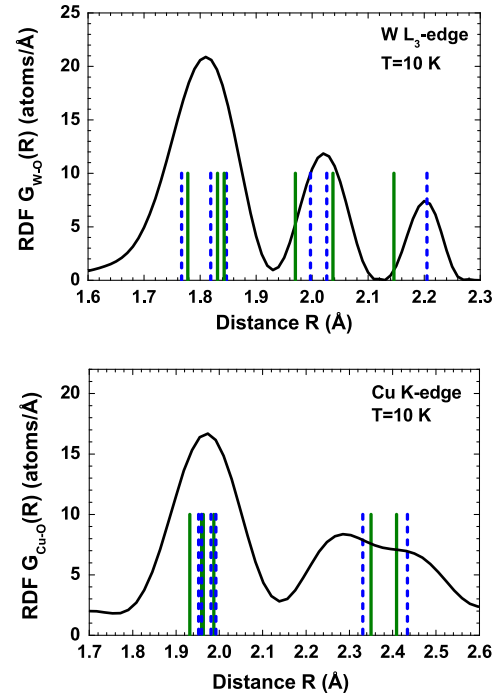 W L3-edge
T=10 K
RDF GW-O(R) (atoms/Å)
20
15
10
5
0
1.6 1.7 1.8 1.9 2.0 2.1 2.2 2.3
Distance R (Å)
Cu K-edge
T=10 K
RDF GCu-O(R) (atoms/Å)
20
15
10
5
0
1.7 1.8 1.9 2.0 2.1 2.2 2.3 2.4 2.5 2.6
Distance R (Å)